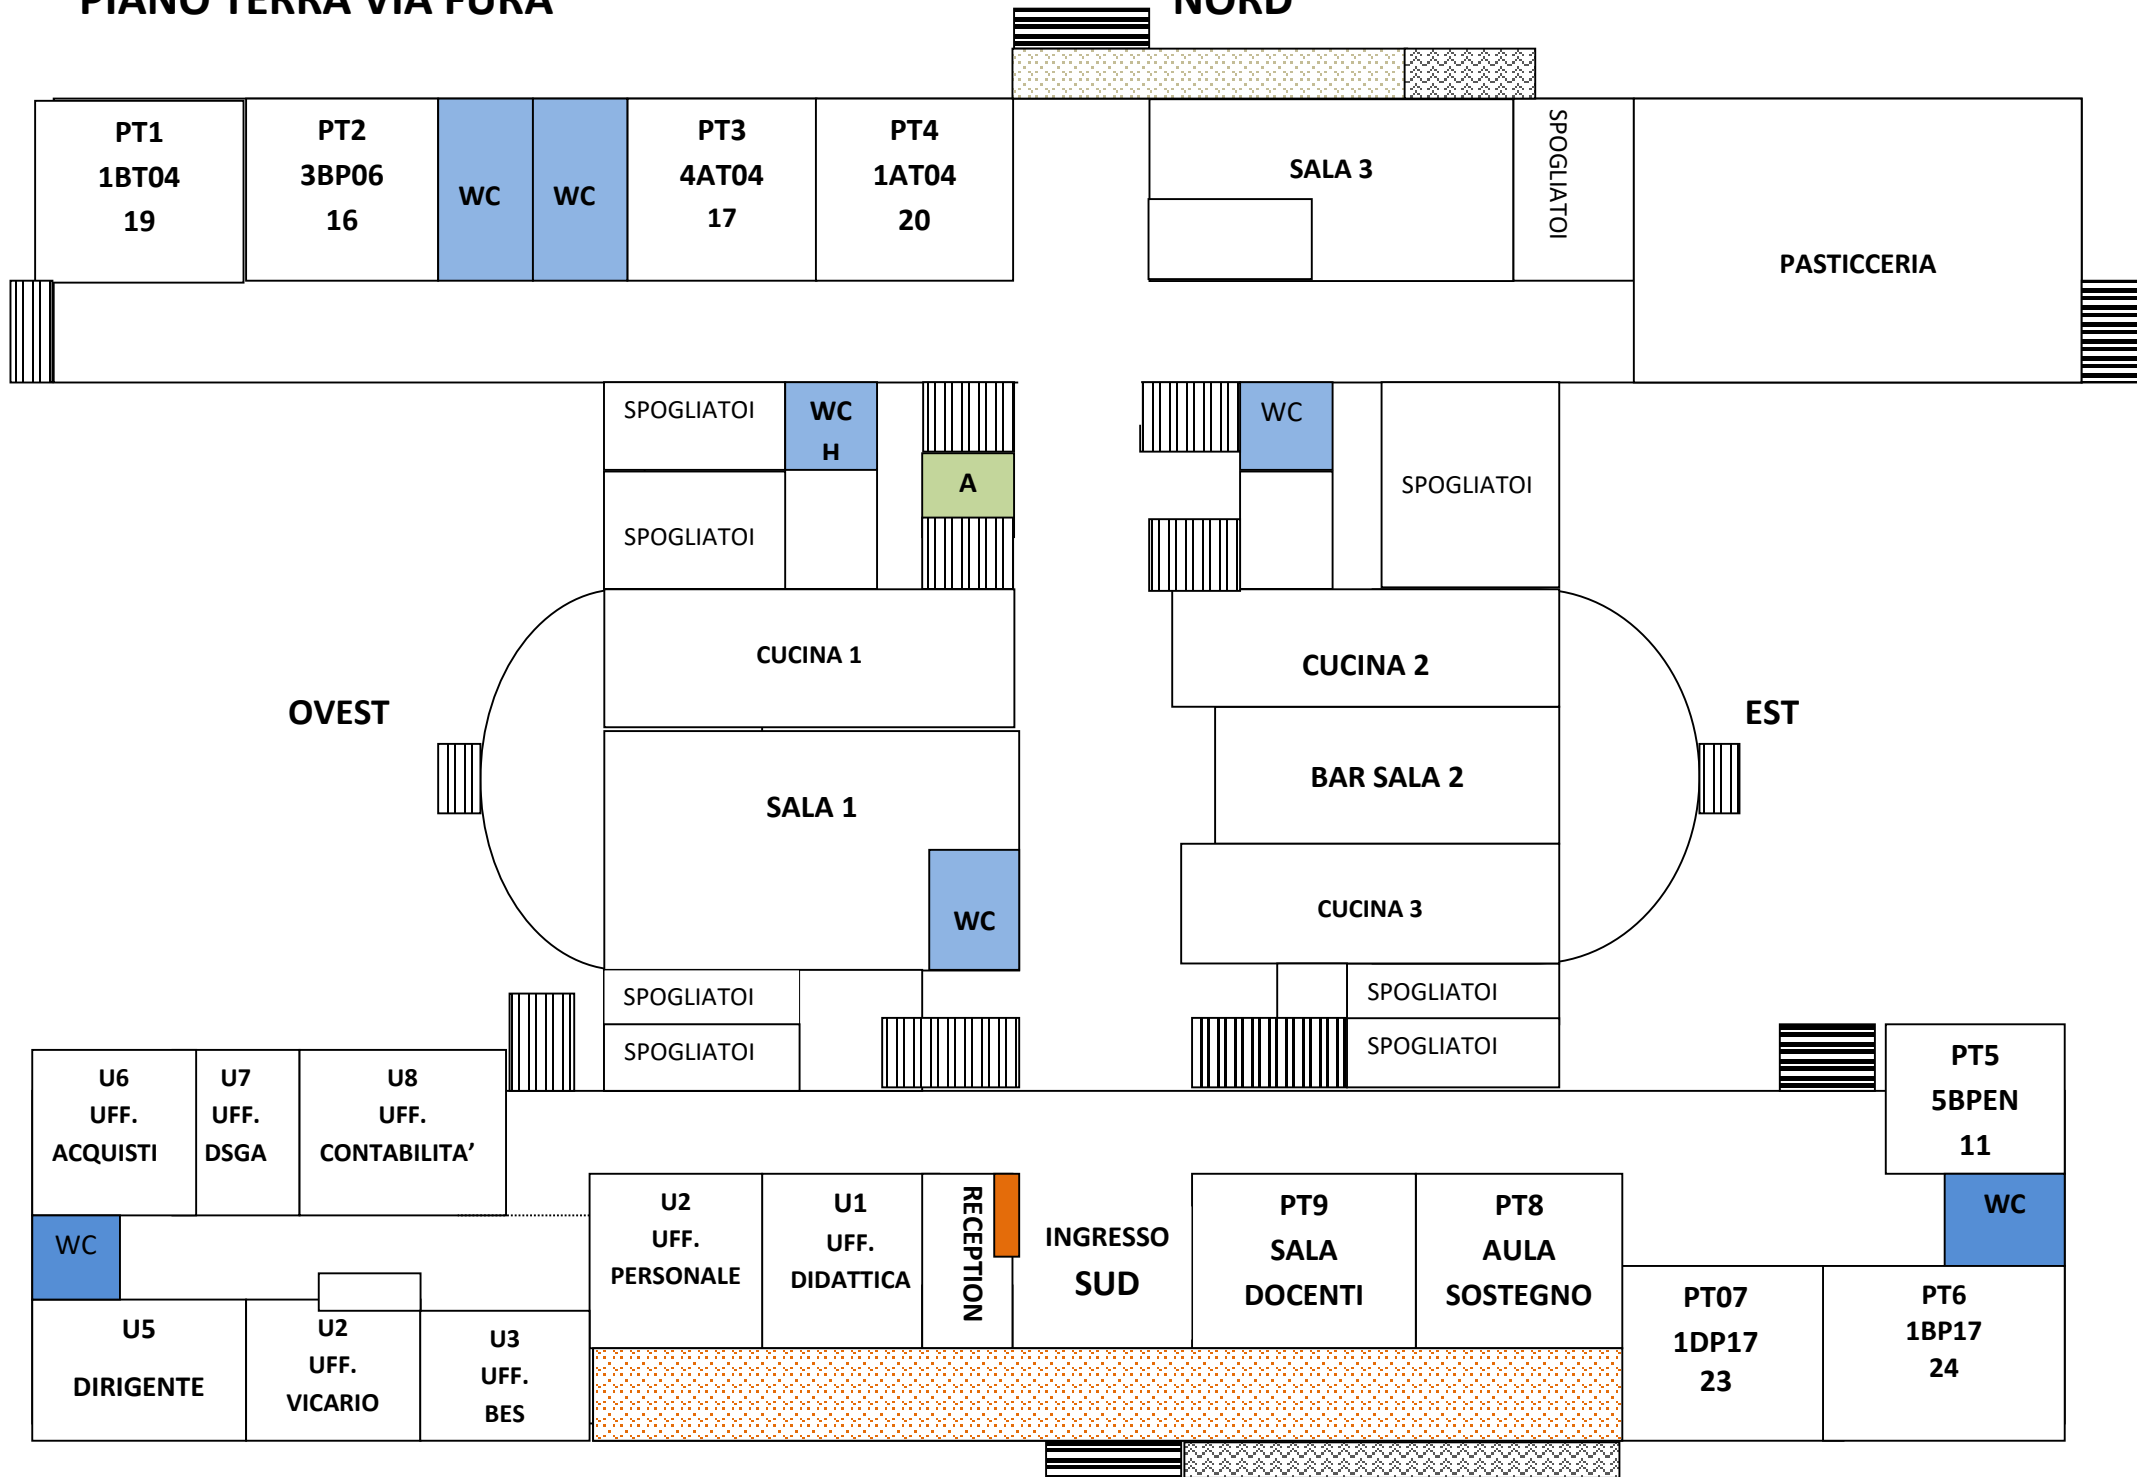 PIANO TERRA VIA FURA
NORD
PT1
1BT04
19
PT2
3BP06
16
WC
WC
PT3
4AT04
17
PT4
1AT04
20
SALA 3
SPOGLIATOI
PASTICCERIA
SPOGLIATOI
WC
H
A
WC
SPOGLIATOI
SPOGLIATOI
CUCINA 1
CUCINA 2
OVEST
EST
SALA 1
BAR SALA 2
WC
CUCINA 3
SPOGLIATOI
SPOGLIATOI
SPOGLIATOI
SPOGLIATOI
U6
UFF.
ACQUISTI
U7
UFF.
DSGA
U8
UFF.
CONTABILITA’
PT5
5BPEN
11
WC
WC
U2
UFF.
PERSONALE
U1
UFF.
DIDATTICA
RECEPTION
INGRESSO
SUD
PT9
SALA
DOCENTI
PT8
AULA
SOSTEGNO
PT07
1DP17
23
PT6
1BP17
24
U5
DIRIGENTE
U2
UFF.
VICARIO
U3
UFF.
BES